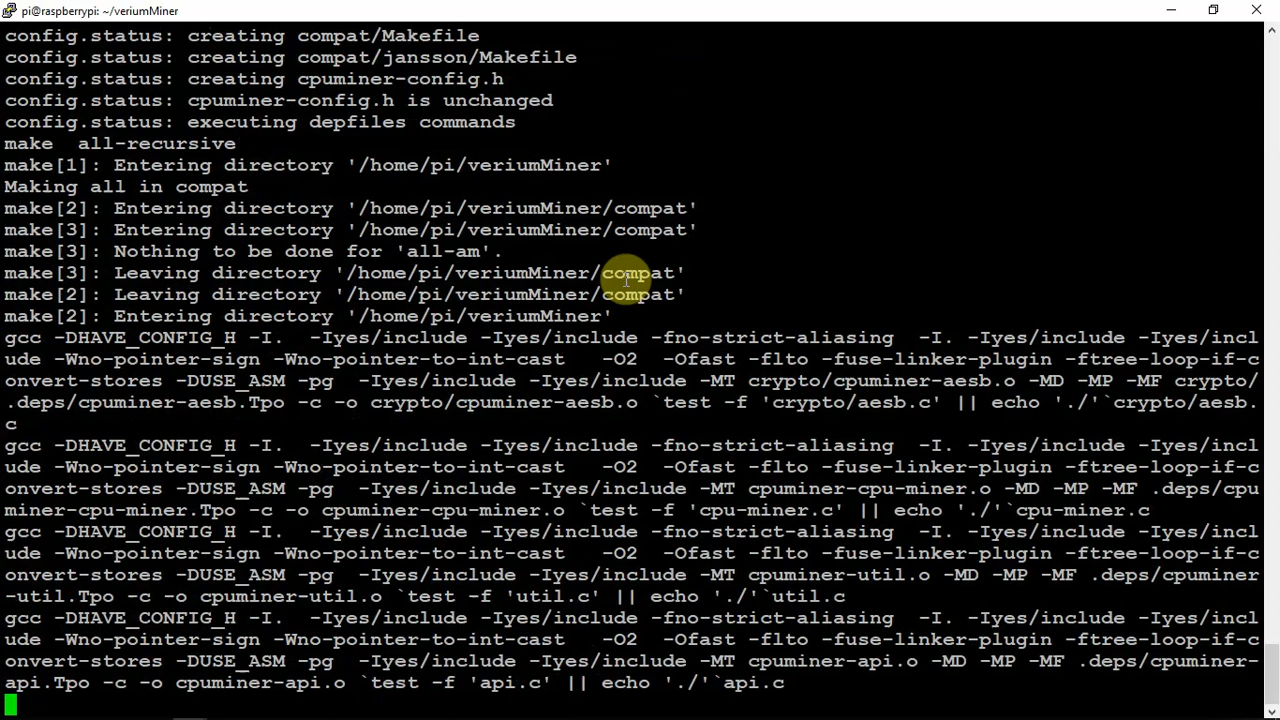 pi@raspberrypi: ~/veriumMiner
config.status: creating compat/Makefile
config.status: creating compat/jansson/Makefile
config.status: creating cpuminer-config.h
config.status: cpuminer-config.h is unchanged
config.status: executing depfiles commands
make  all-recursive
make[1]: Entering directory '/home/pi/veriumMiner'
Making all in compat
make[2]: Entering directory '/home/pi/veriumMiner/compat'
make[3]: Entering directory '/home/pi/veriumMiner/compat'
make[3]: Nothing to be done for 'all-am'.
make[3]: Leaving directory '/home/pi/veriumMiner/compat'
make[2]: Leaving directory '/home/pi/veriumMiner/compat'
make[2]: Entering directory '/home/pi/veriumMiner'
gcc -DHAVE_CONFIG_H -I.  -Iyes/include -Iyes/include -fno-strict-aliasing  -I. -Iyes/include -Iyes/incl
ude -Wno-pointer-sign -Wno-pointer-to-int-cast   -O2  -Ofast -flto -fuse-linker-plugin -ftree-loop-if-c
onvert-stores -DUSE_ASM -pg  -Iyes/include -Iyes/include -MT crypto/cpuminer-aesb.o -MD -MP -MF crypto/
.deps/cpuminer-aesb.Tpo -c -o crypto/cpuminer-aesb.o `test -f 'crypto/aesb.c' || echo './'`crypto/aesb.
c
gcc -DHAVE_CONFIG_H -I.  -Iyes/include -Iyes/include -fno-strict-aliasing  -I. -Iyes/include -Iyes/incl
ude -Wno-pointer-sign -Wno-pointer-to-int-cast   -O2  -Ofast -flto -fuse-linker-plugin -ftree-loop-if-c
onvert-stores -DUSE_ASM -pg  -Iyes/include -Iyes/include -MT cpuminer-cpu-miner.o -MD -MP -MF .deps/cpu
miner-cpu-miner.Tpo -c -o cpuminer-cpu-miner.o `test -f 'cpu-miner.c' || echo './'`cpu-miner.c
gcc -DHAVE_CONFIG_H -I.  -Iyes/include -Iyes/include -fno-strict-aliasing  -I. -Iyes/include -Iyes/incl
ude -Wno-pointer-sign -Wno-pointer-to-int-cast   -O2  -Ofast -flto -fuse-linker-plugin -ftree-loop-if-c
onvert-stores -DUSE_ASM -pg  -Iyes/include -Iyes/include -MT cpuminer-util.o -MD -MP -MF .deps/cpuminer
-util.Tpo -c -o cpuminer-util.o `test -f 'util.c' || echo './'`util.c
gcc -DHAVE_CONFIG_H -I.  -Iyes/include -Iyes/include -fno-strict-aliasing  -I. -Iyes/include -Iyes/incl
ude -Wno-pointer-sign -Wno-pointer-to-int-cast   -O2  -Ofast -flto -fuse-linker-plugin -ftree-loop-if-c
onvert-stores -DUSE_ASM -pg  -Iyes/include -Iyes/include -MT cpuminer-api.o -MD -MP -MF .deps/cpuminer-
api.Tpo -c -o cpuminer-api.o `test -f 'api.c' || echo './'`api.c